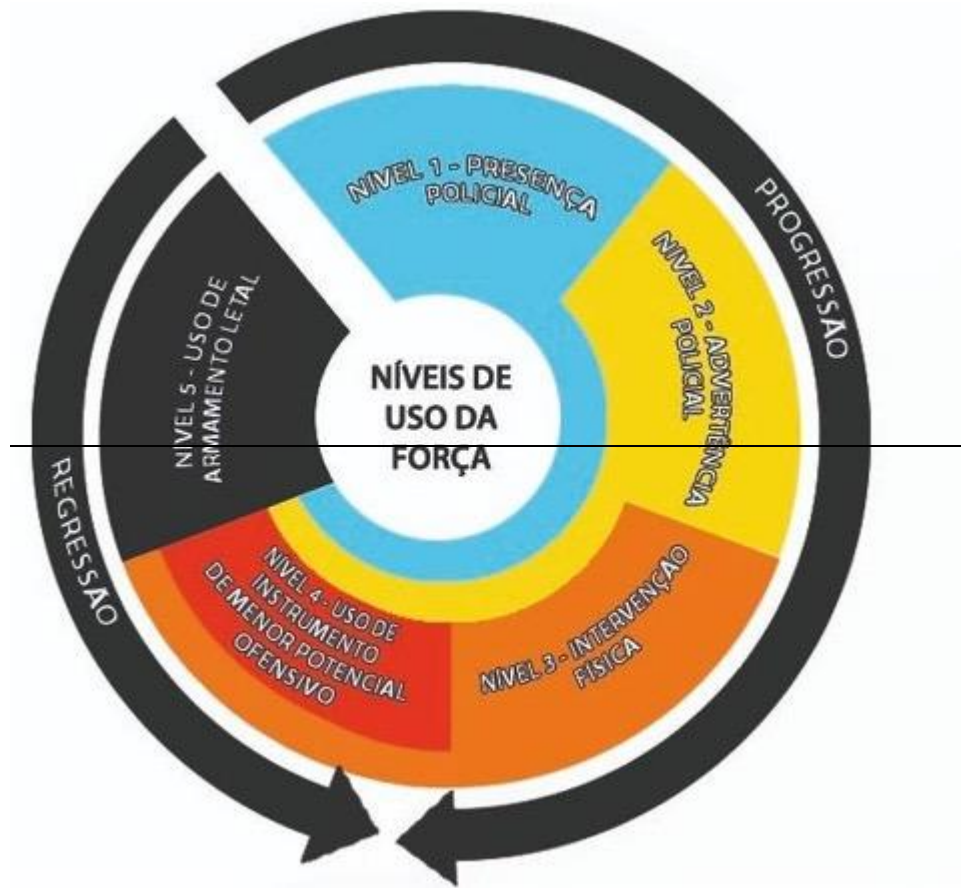 NÍVEL 1 - PRESENÇA
POLICIAL
PROGRESSÃO
NÍVEL 2 - ADVERTÊNCIA
POLICIAL
NÍVEIS DE
USO DA
FORÇA
NÍVEL 3 - INTERVENÇÃO
FÍSICA
NÍVEL 4 - USO DE
INSTRUMENTO
DE MENOR POTENCIAL
OFENSIVO
NÍVEL 5 - USO DE
ARMAMENTO LETAL
REGRESSÃO